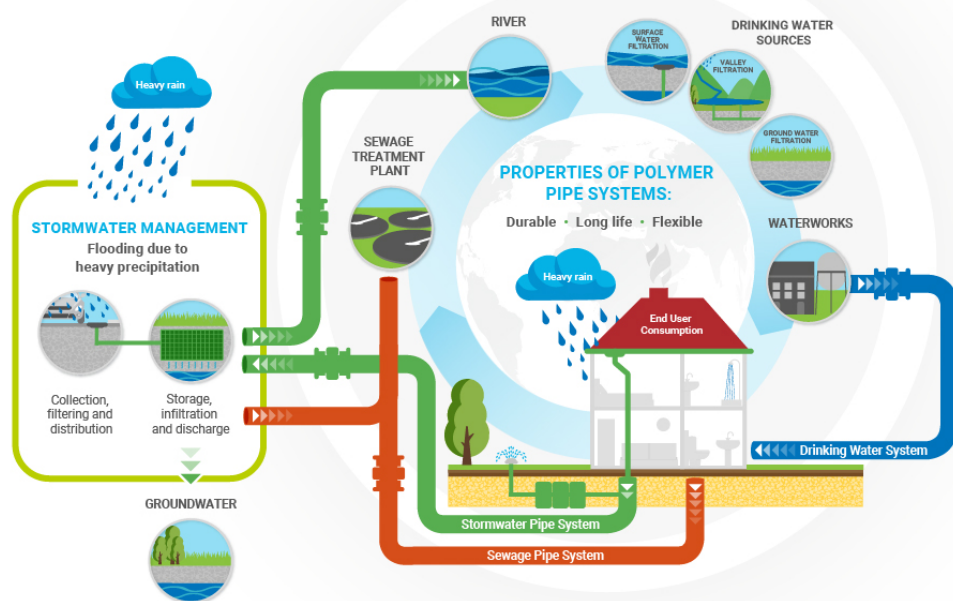 RIVER
DRINKING WATER
SOURCES
SURFACE
WATER
FILTRATION
VALLEY
FILTRATION
GROUND WATER
FILTRATION
Heavy rain
SEWAGE
TREATMENT
PLANT
PROPERTIES OF POLYMER
PIPE SYSTEMS:
Durable • Long life • Flexible
WATERWORKS
STORMWATER MANAGEMENT
Flooding due to
heavy precipitation
Heavy rain
End User
Consumption
Collection,
filtering and
distribution
Storage,
infiltration
and discharge
Drinking Water System
GROUNDWATER
Stormwater Pipe System
Sewage Pipe System